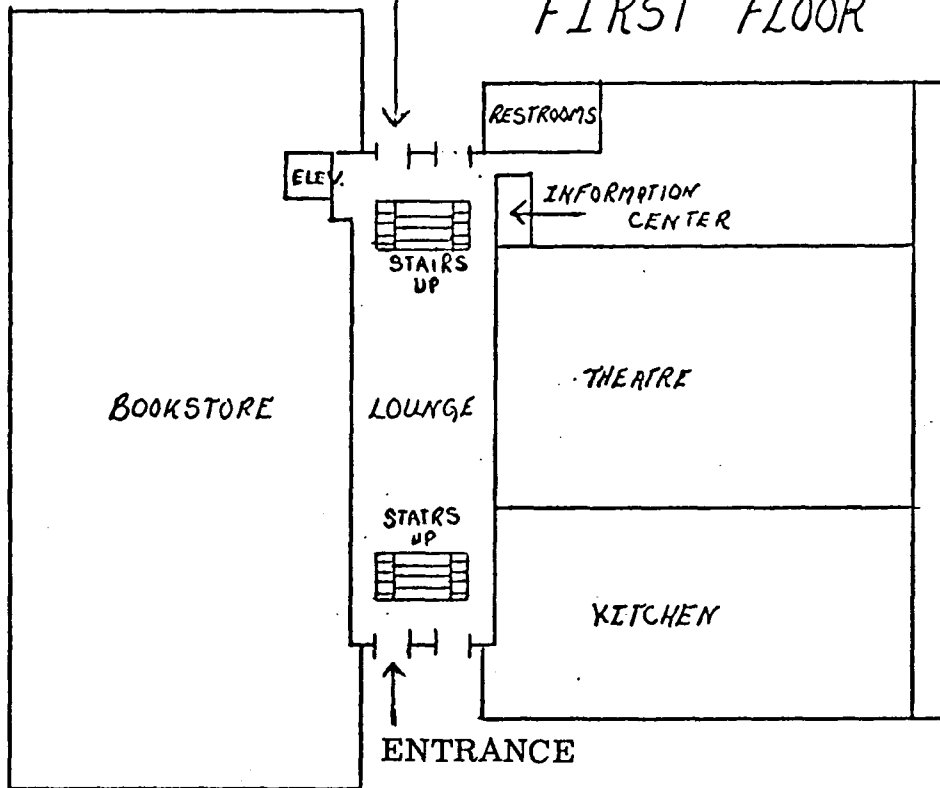 FIRST FLOOR
RESTROOMS
ELEV.
INFORMATION
CENTER
STAIRS
UP
THEATRE
BOOKSTORE
LOUNGE
STAIRS
UP
KITCHEN
ENTRANCE